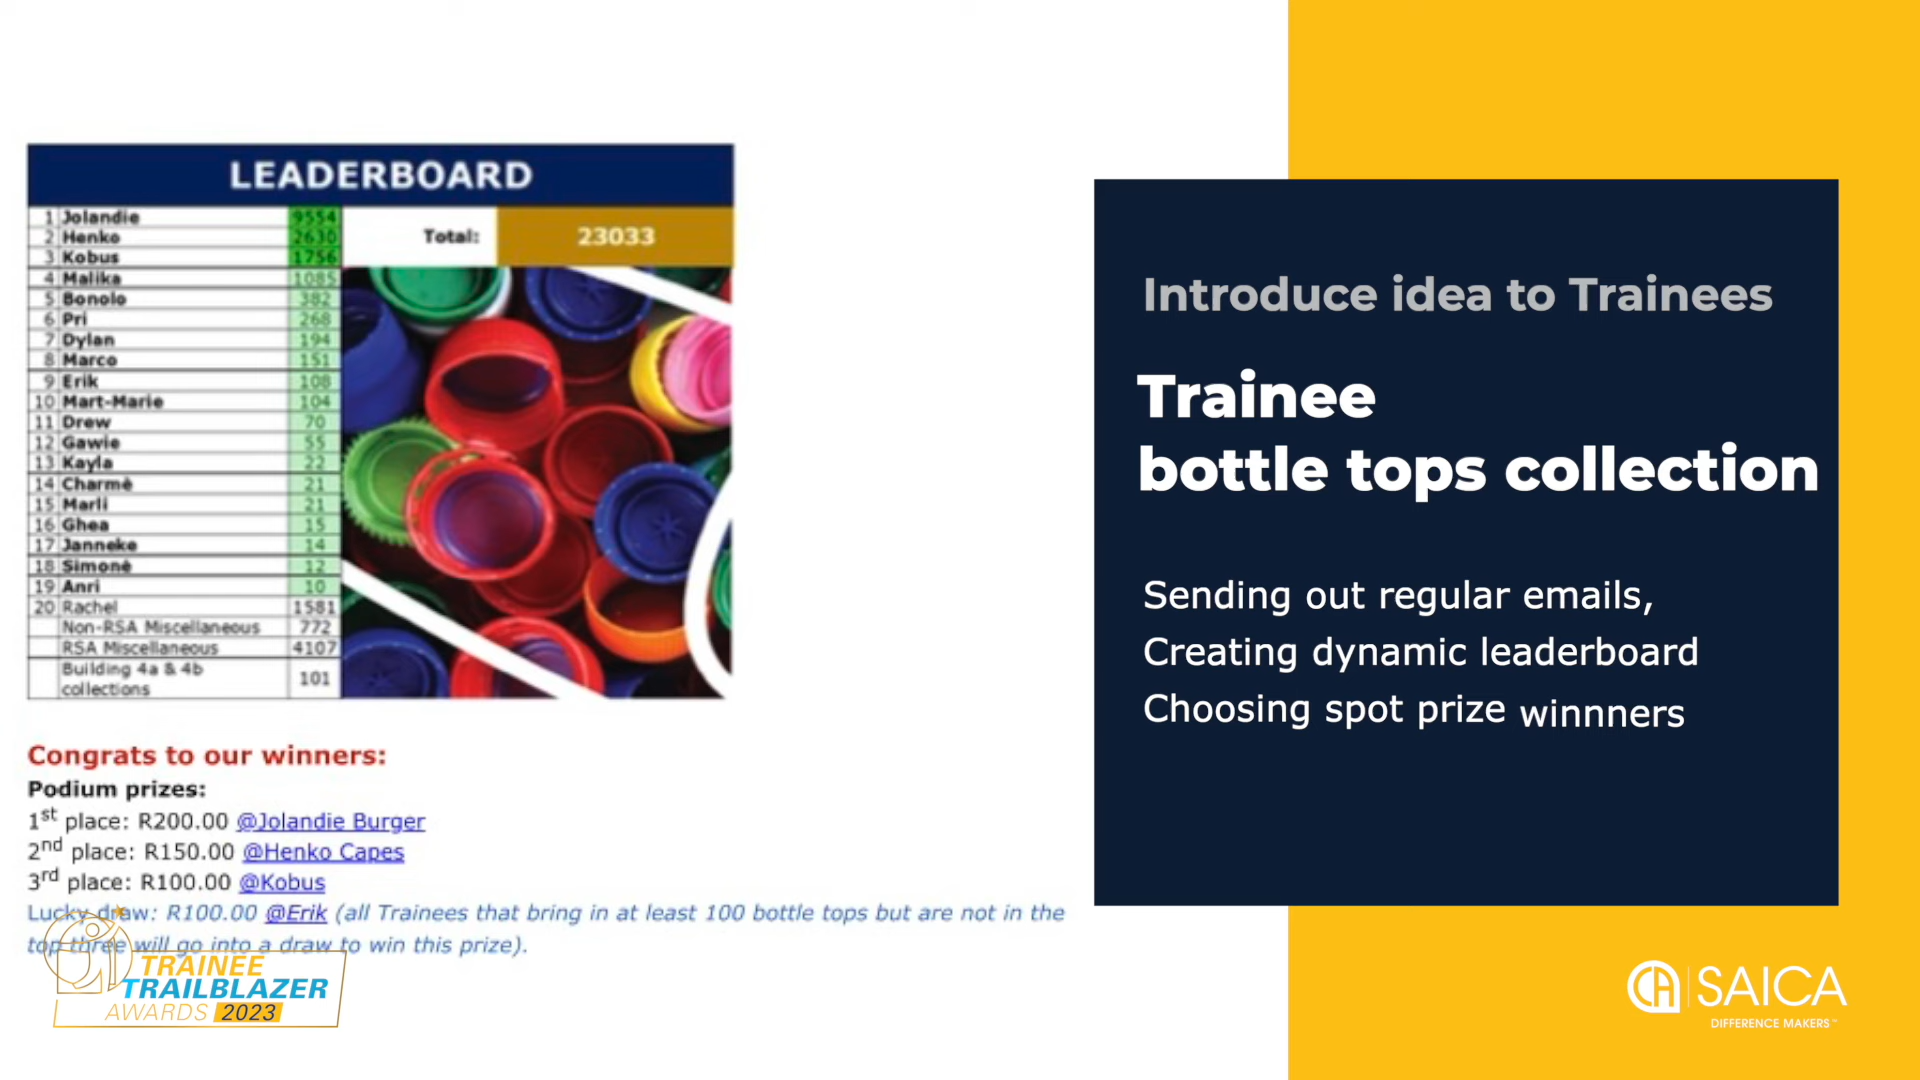 LEADERBOARD
1 Jolandie 9554
2 Henko 2630
3 Kobus 1756
Total: 23033
4 Malika 1085
5 Bonolo 382
6 Pri 268
7 Dylan 194
8 Marco 151
9 Erik 108
10 Mart-Marie 104
11 Drew 70
12 Gawie 55
13 Kayla 22
14 Charmè 21
15 Marli 21
16 Ghea 15
17 Janneke 14
18 Simonè 12
19 Anri 10
20 Rachel 1581
Non-RSA Miscellaneous 772
RSA Miscellaneous 4107
Building 4a & 4b
collections 101
Congrats to our winners:
Podium prizes:
1st place: R200.00 @Jolandie Burger
2nd place: R150.00 @Henko Capes
3rd place: R100.00 @Kobus
Lucky draw: R100.00 @Erik (all Trainees that bring in at least 100 bottle tops but are not in the
top three will go into a draw to win this prize).
TRAINEE
TRAILBLAZER
AWARDS 2023
Introduce idea to Trainees
Trainee
bottle tops collection
Sending out regular emails,
Creating dynamic leaderboard
Choosing spot prize winnners
CA SAICA
DIFFERENCE MAKERS™